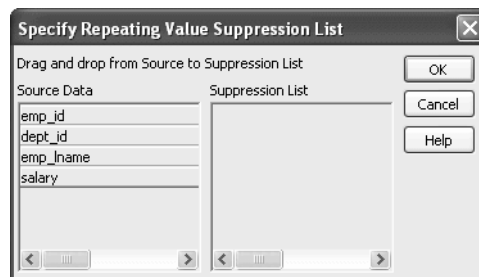 Specify Repeating Value Suppression List
Drag and drop from Source to Suppression List
Source Data
Suppression List
emp_id
dept_id
emp_lname
salary
OK
Cancel
Help